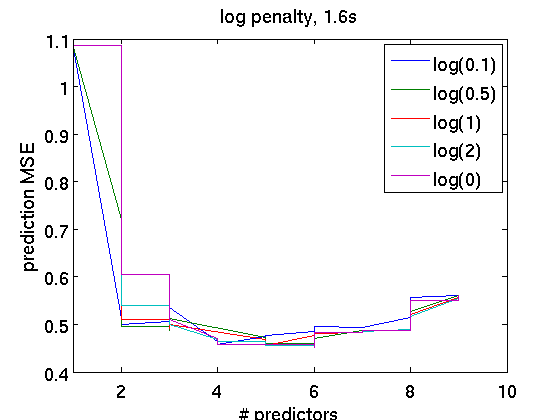 log penalty, 1.6s
1.1
1
0.9
0.8
0.7
0.6
0.5
0.4
prediction MSE
log(0.1)
log(0.5)
log(1)
log(2)
log(0)
2
4
6
8
10
# predictors